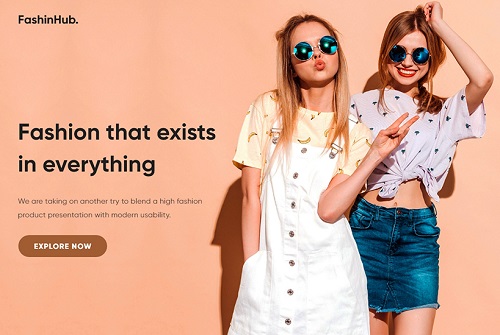 FashinHub.
Fashion that exists
in everything
We are taking on another try to blend a high fashion
product presentation with modern usability.
EXPLORE NOW